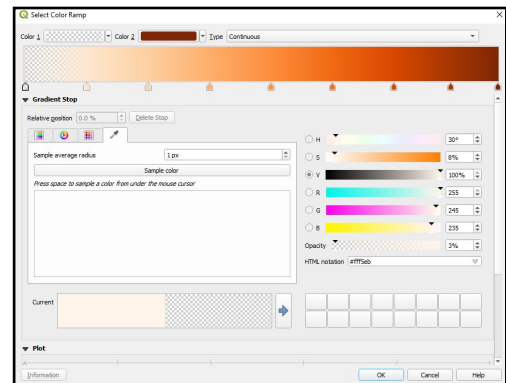 Select Color Ramp
Color 1 Color 2 Type Continuous
Gradient Stop
Relative position 0.0 % Delete Stop
H 30°
Sample average radius 1 px S 8%
Sample color V 100%
Press space to sample a color from under the mouse cursor R 255
G 245
B 235
Opacity 3%
HTML notation #fff5eb
Current
Plot
Information OK Cancel Help